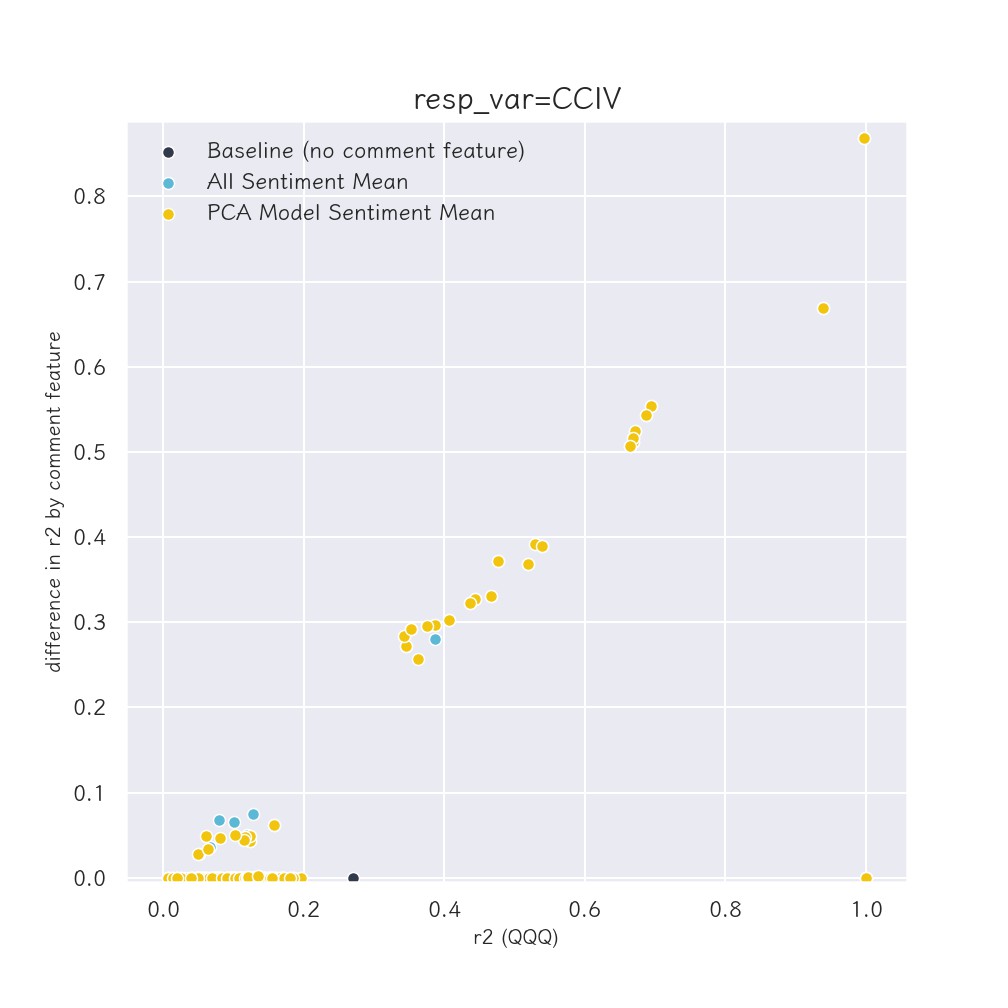 resp_var=CCIV
Baseline (no comment feature)
All Sentiment Mean
PCA Model Sentiment Mean
difference in r2 by comment feature
0.8
0.7
0.6
0.5
0.4
0.3
0.2
0.1
0.0
0.0 0.2 0.4 0.6 0.8 1.0
r2 (QQQ)